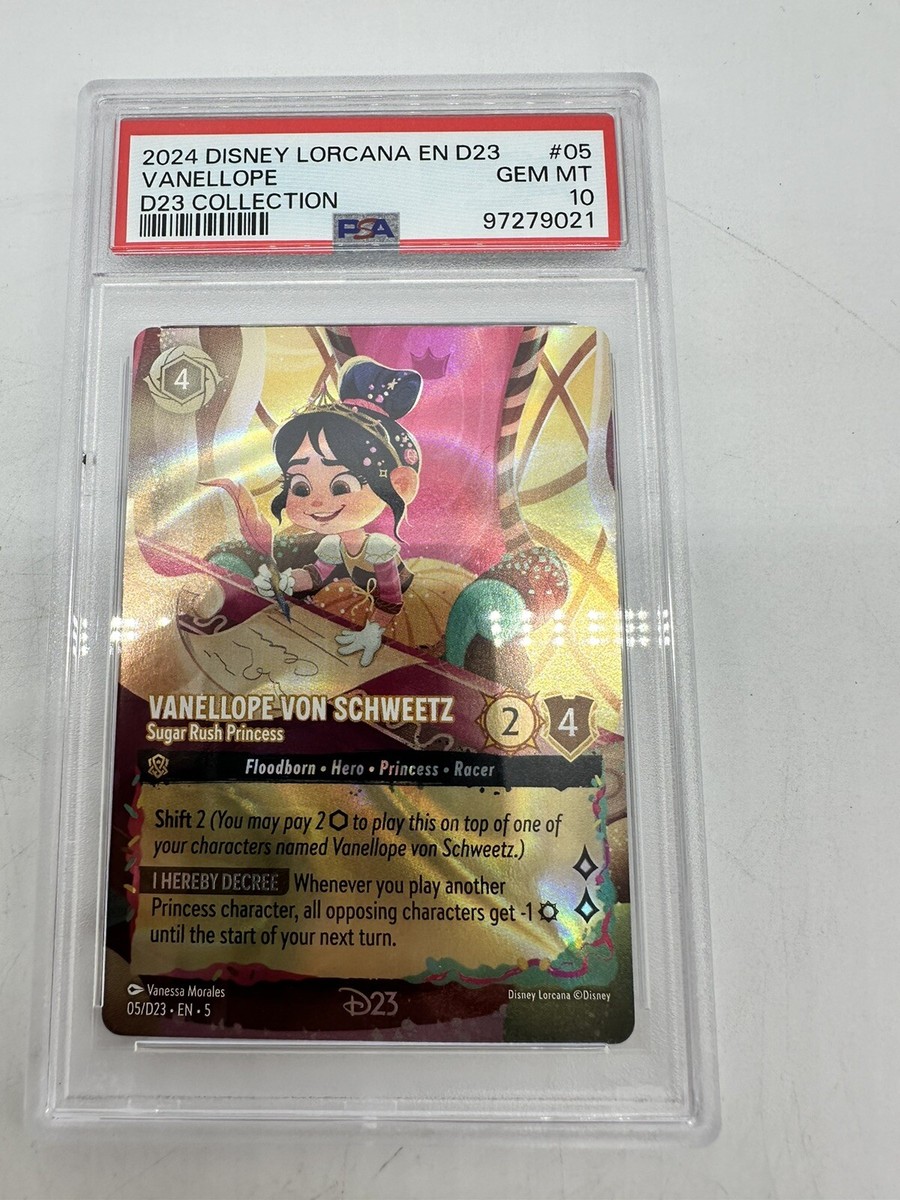 2024 DISNEY LORCANA EN D23 #05
VANELLOPE GEM MT
D23 COLLECTION 10
PSA 97279021
4
VANELLOPE VON SCHWEETZ
Sugar Rush Princess
2 4
Floodborn • Hero • Princess • Racer
Shift 2 (You may pay 2 to play this on top of one of
your characters named Vanellope von Schweetz.)
I HEREBY DECREE Whenever you play another
Princess character, all opposing characters get -1
until the start of your next turn.
Vanessa Morales
05/D23 • EN • 5
D23
Disney Lorcana ©Disney